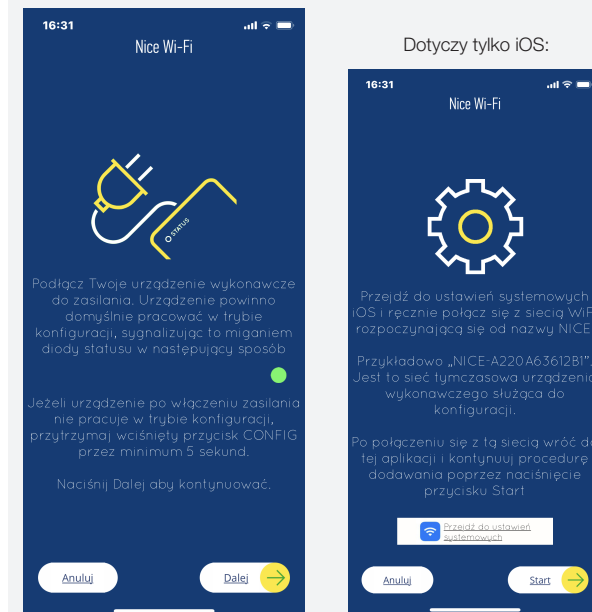 16:31
Nice Wi-Fi
STATUS
Podłącz Twoje urządzenie wykonawcze
do zasilania. Urządzenie powinno
domyślnie pracować w trybie
konfiguracji, sygnalizując to miganiem
diody statusu w następujący sposób
Jeżeli urządzenie po włączeniu zasilania
nie pracuje w trybie konfiguracji,
przytrzymaj wciśnięty przycisk CONFIG
przez minimum 5 sekund.
Naciśnij Dalej aby kontynuować.
Anuluj
Dalej
Dotyczy tylko iOS:
16:31
Nice Wi-Fi
Przejdź do ustawień systemowych
iOS i ręcznie połącz się z siecią WiF
rozpoczynającą się od nazwy NICE
Przykładowo „NICE-A220A63612B1”.
Jest to sieć tymczasowa urządzenia
wykonawczego służąca do
konfiguracji.
Po połączeniu się z tą siecią wróć do
tej aplikacji i kontynuuj procedurę
dodawania poprzez naciśnięcie
przycisku Start
Przejdź do ustawień
systemowych
Anuluj
Start